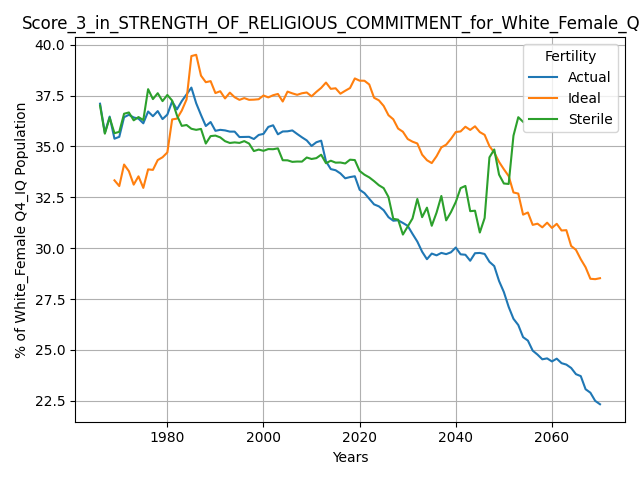 Score_3_in_STRENGTH_OF_RELIGIOUS_COMMITMENT_for_White_Female_Q
40.0
37.5
35.0
32.5
30.0
27.5
25.0
22.5
% of White_Female Q4_IQ Population
Fertility
Actual
Ideal
Sterile
1980
2000
2020
2040
2060
Years